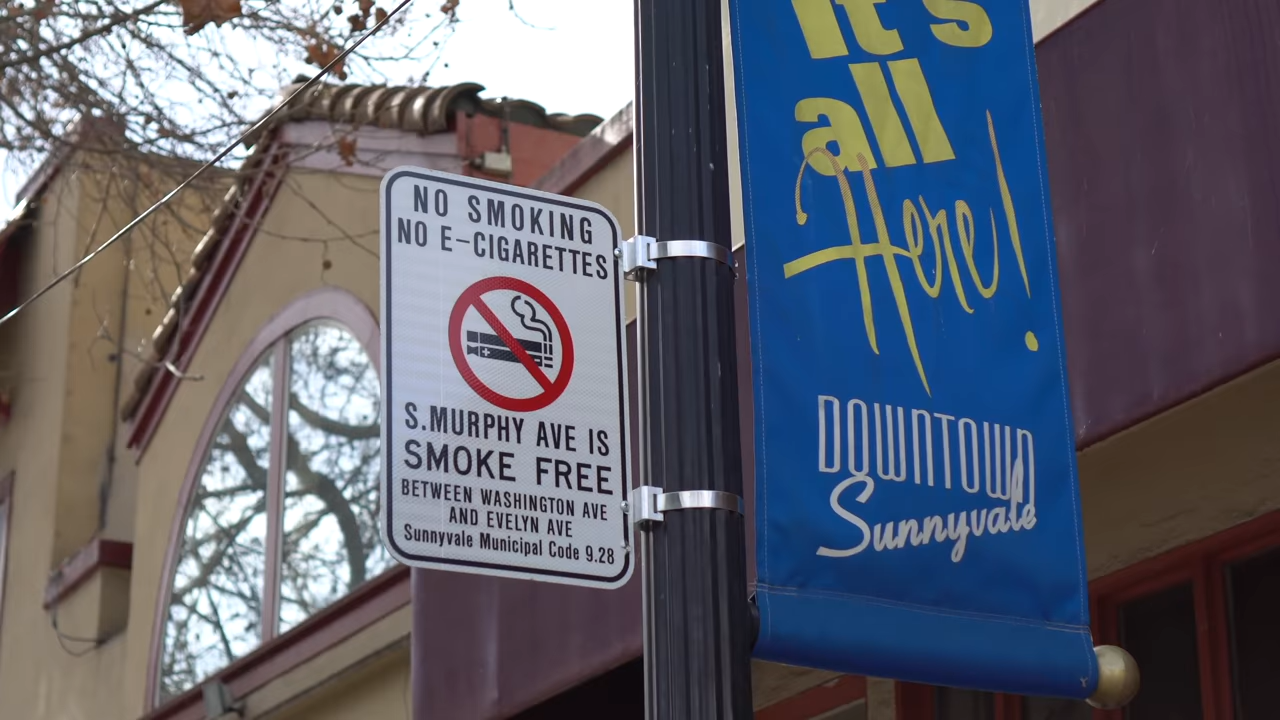 NO SMOKING
NO E-CIGARETTES
S.MURPHY AVE IS
SMOKE FREE
BETWEEN WASHINGTON AVE
AND EVELYN AVE
Sunnyvale Municipal Code 9.28
it's
all
Here!
DOWNTOWN
Sunnyvale